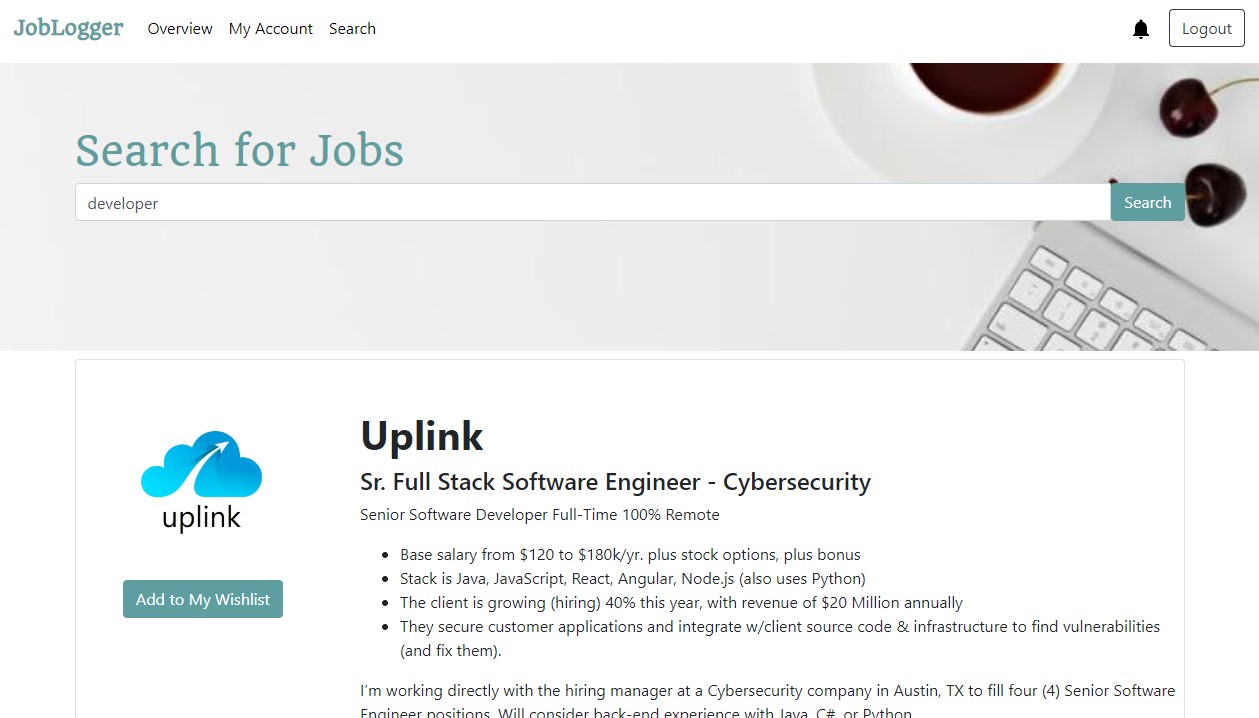 JobLogger Overview My Account Search Logout
Search for Jobs
developer Search
uplink
Add to My Wishlist
Uplink
Sr. Full Stack Software Engineer - Cybersecurity
Senior Software Developer Full-Time 100% Remote
• Base salary from $120 to $180k/yr. plus stock options, plus bonus
• Stack is Java, JavaScript, React, Angular, Node.js (also uses Python)
• The client is growing (hiring) 40% this year, with revenue of $20 Million annually
• They secure customer applications and integrate w/client source code & infrastructure to find vulnerabilities
(and fix them).
I'm working directly with the hiring manager at a Cybersecurity company in Austin, TX to fill four (4) Senior Software
Engineer positions. Will consider back-end experience with Java, C#, or Python.